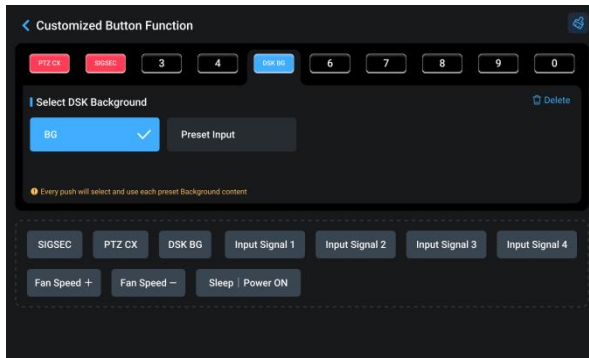 Customized Button Function
PTZ CX SIGSEC 3 4 DSK BG 6 7 8 9 0
Select DSK Background Delete
BG Preset Input
Every push will select and use each preset Background content
SIGSEC PTZ CX DSK BG Input Signal 1 Input Signal 2 Input Signal 3 Input Signal 4
Fan Speed + Fan Speed − Sleep | Power ON